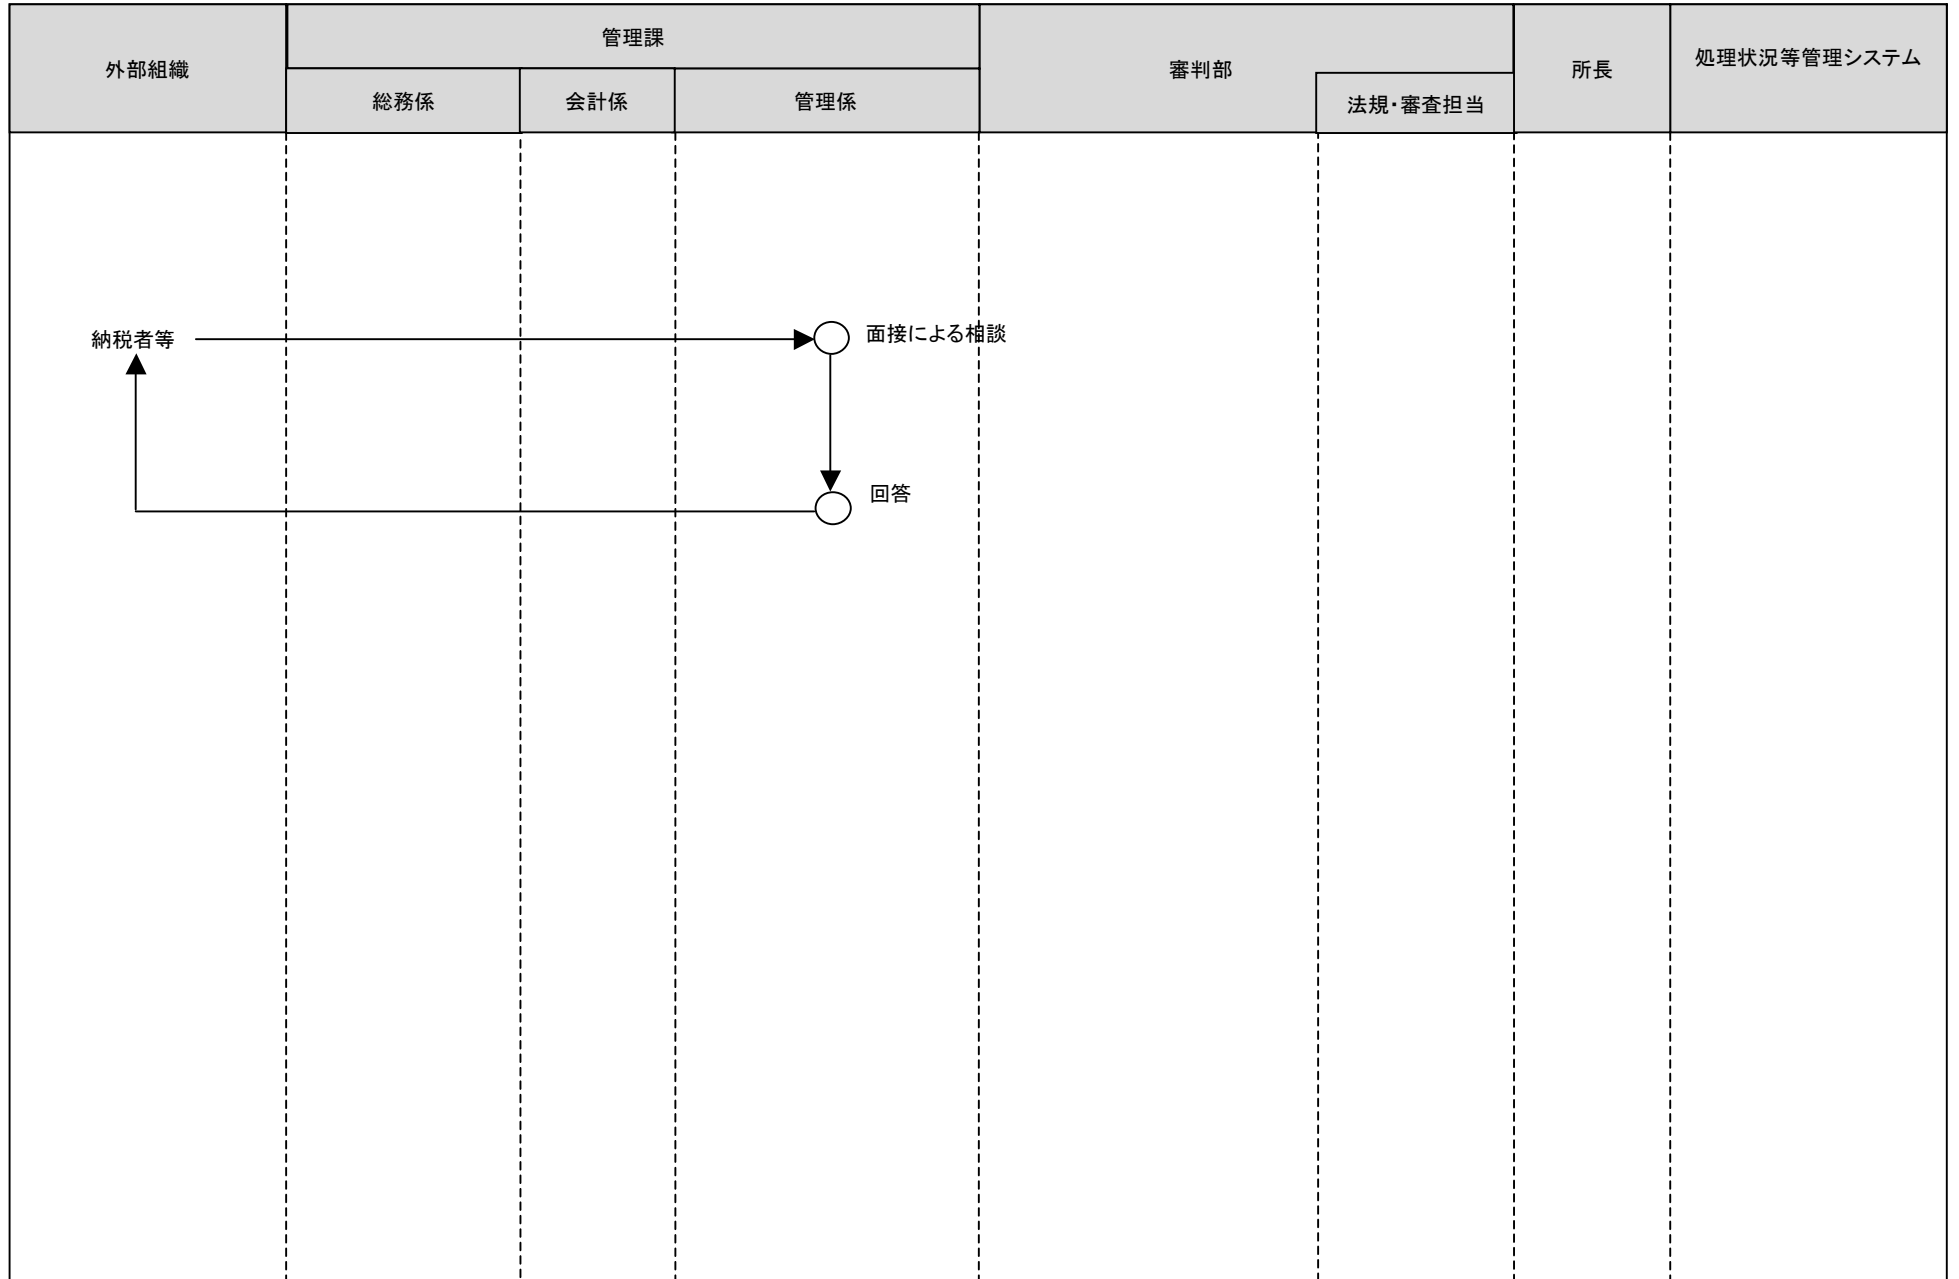 外部組織
管理課
総務係
会計係
管理係
審判部
法規・審査担当
所長
処理状況等管理システム
納税者等
面接による相談
回答